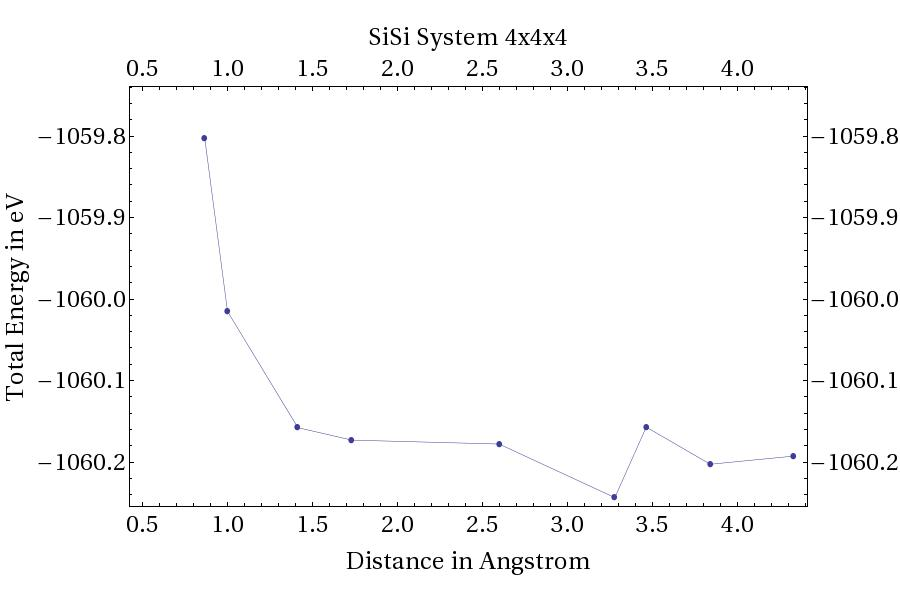 SiSi System 4x4x4
0.5 1.0 1.5 2.0 2.5 3.0 3.5 4.0
−1059.8 −1059.8
−1059.9 −1059.9
−1060.0 −1060.0
−1060.1 −1060.1
−1060.2 −1060.2
Total Energy in eV
0.5 1.0 1.5 2.0 2.5 3.0 3.5 4.0
Distance in Angstrom